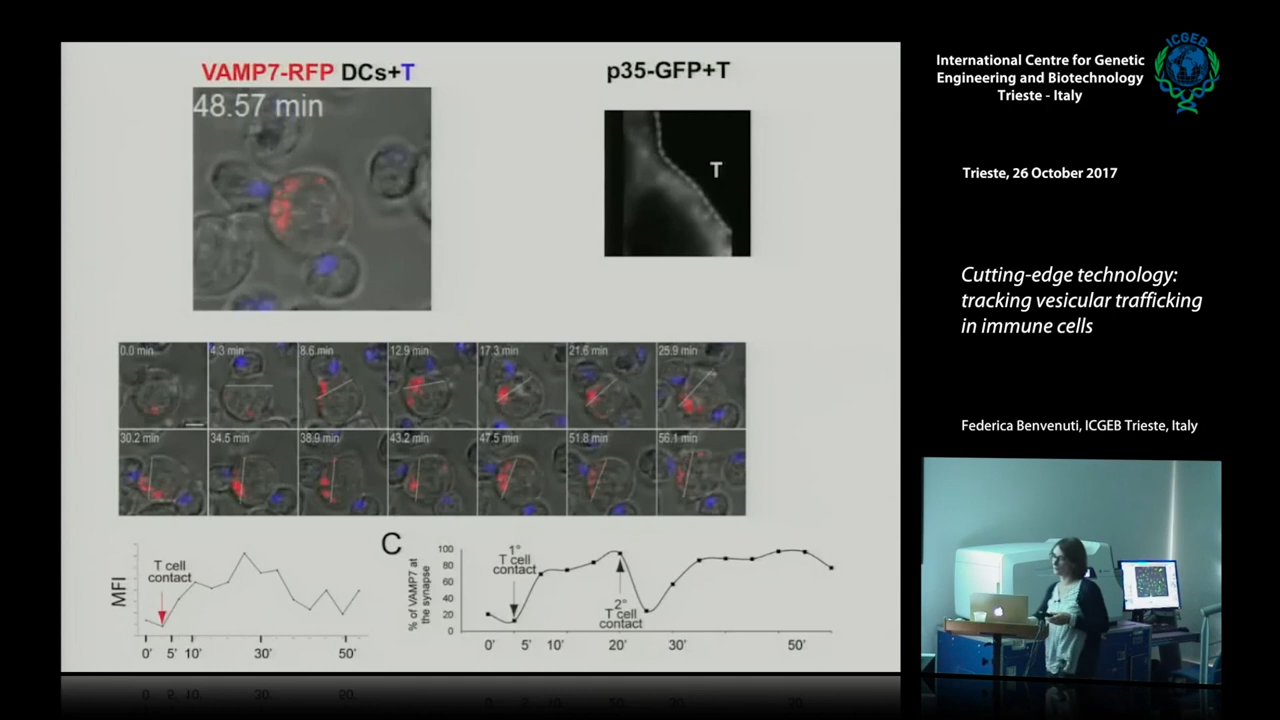 VAMP7-RFP DCs+T
p35-GFP+T
48.57 min
T
0.0 min
4.3 min
8.6 min
12.9 min
17.3 min
21.6 min
25.9 min
30.2 min
34.5 min
38.9 min
43.2 min
47.5 min
51.8 min
56.1 min
MFI
T cell
contact
0'
5'
10'
30'
50'
C
% of VAMP7 at
the synapse
100
80
60
40
20
0
1°
T cell
contact
2°
T cell
contact
0'
5'
10'
20'
30'
50'
International Centre for Genetic
Engineering and Biotechnology
Trieste - Italy
ICGEB
Trieste, 26 October 2017
Cutting-edge technology:
tracking vesicular trafficking
in immune cells
Federica Benvenuti, ICGEB Trieste, Italy